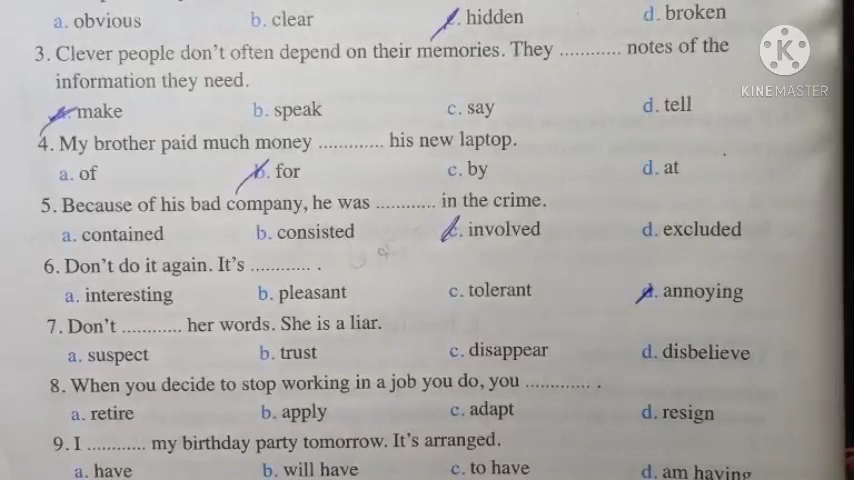 a. obvious b. clear c. hidden d. broken
3. Clever people don't often depend on their memories. They ............ notes of the
information they need.
a. make b. speak c. say d. tell
4. My brother paid much money ............. his new laptop.
a. of b. for c. by d. at
5. Because of his bad company, he was ............ in the crime.
a. contained b. consisted c. involved d. excluded
6. Don't do it again. It's ............ .
a. interesting b. pleasant c. tolerant d. annoying
7. Don't ............ her words. She is a liar.
a. suspect b. trust c. disappear d. disbelieve
8. When you decide to stop working in a job you do, you ............. .
a. retire b. apply c. adapt d. resign
9. I ............ my birthday party tomorrow. It's arranged.
a. have b. will have c. to have d. am having
K
KINEMASTER